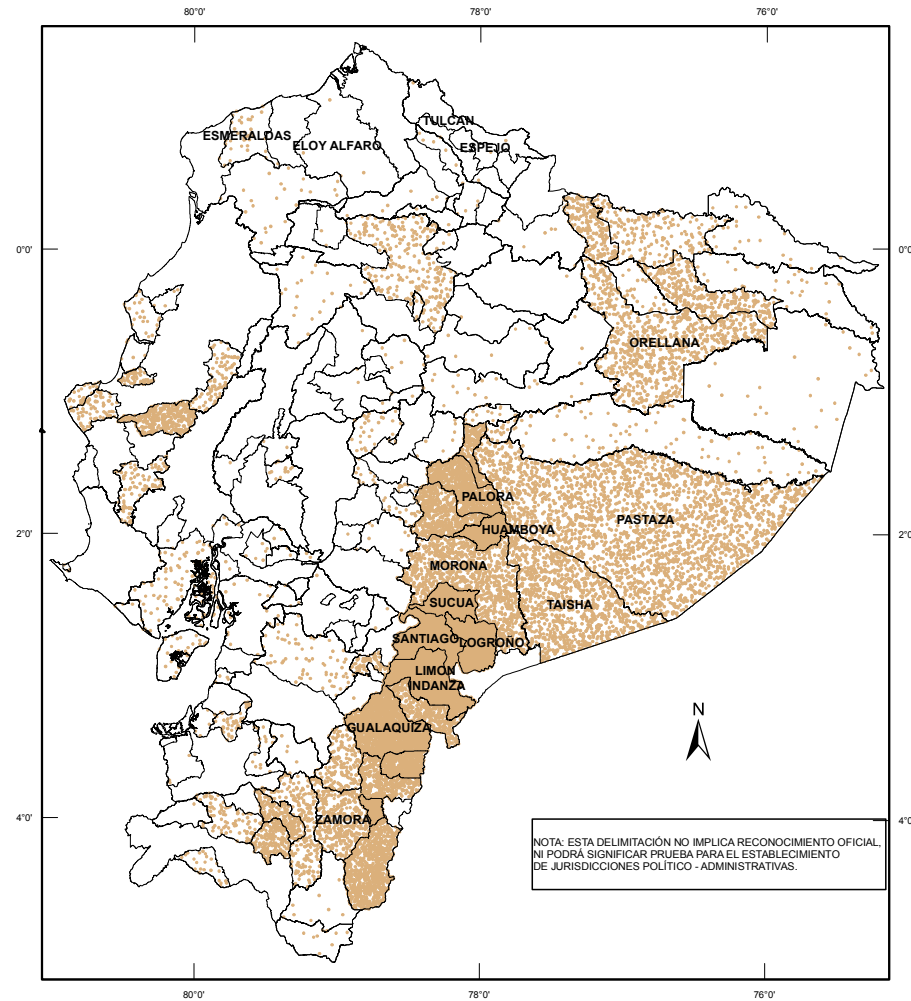 80°0'
78°0'
76°0'
TULCAN
ESMERALDAS
ELOY ALFARO
ESPEJO
0°0'
0°0'
ORELLANA
PALORA
PASTAZA
HUAMBOYA
2°0'
2°0'
MORONA
SUCUA
TAISHA
SANTIAGO
LOGROÑO
LIMON
INDANZA
N
GUALAQUIZA
4°0'
ZAMORA
4°0'
NOTA: ESTA DELIMITACIÓN NO IMPLICA RECONOCIMIENTO OFICIAL,
NI PODRÁ SIGNIFICAR PRUEBA PARA EL ESTABLECIMIENTO
DE JURISDICCIONES POLÍTICO - ADMINISTRATIVAS.
80°0'
78°0'
76°0'